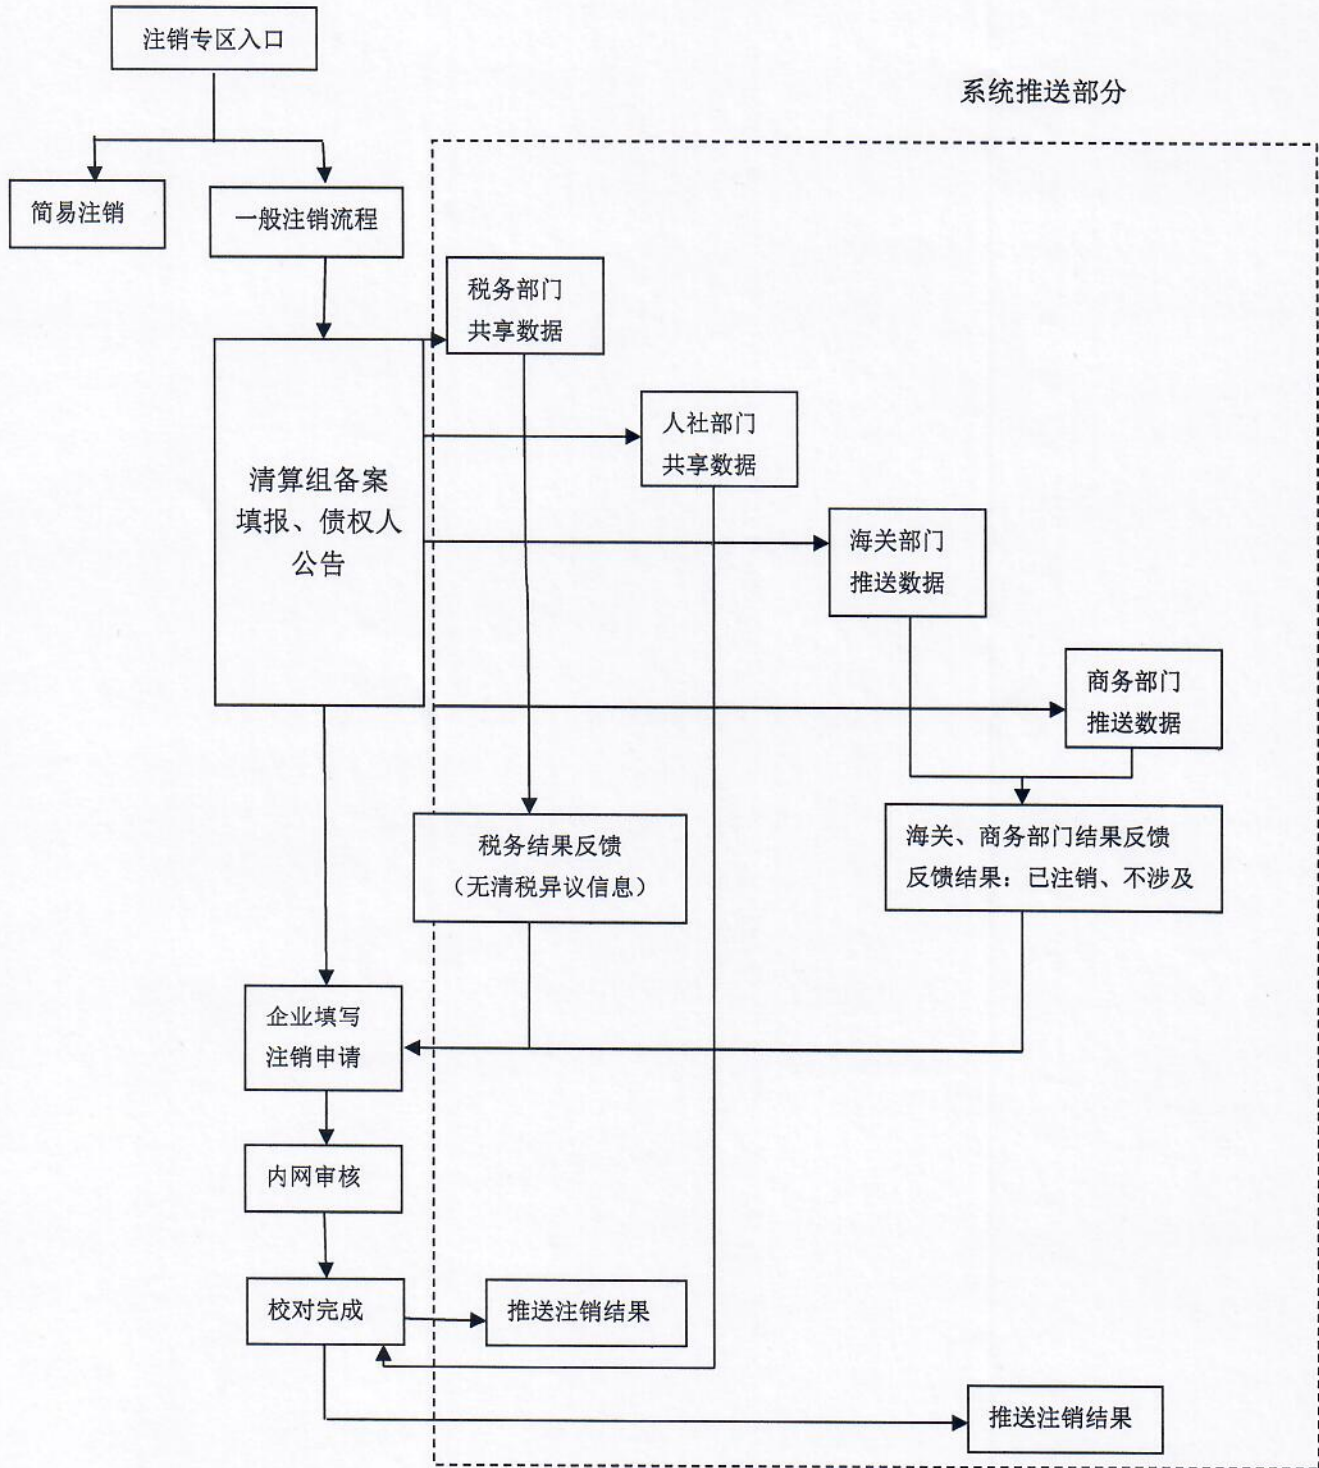 注销专区入口
系统推送部分
简易注销
一般注销流程
税务部门
共享数据
人社部门
共享数据
清算组备案
填报、债权人
公告
海关部门
推送数据
商务部门
推送数据
税务结果反馈
（无清税异议信息）
海关、商务部门结果反馈
反馈结果：已注销、不涉及
企业填写
注销申请
内网审核
校对完成
推送注销结果
推送注销结果